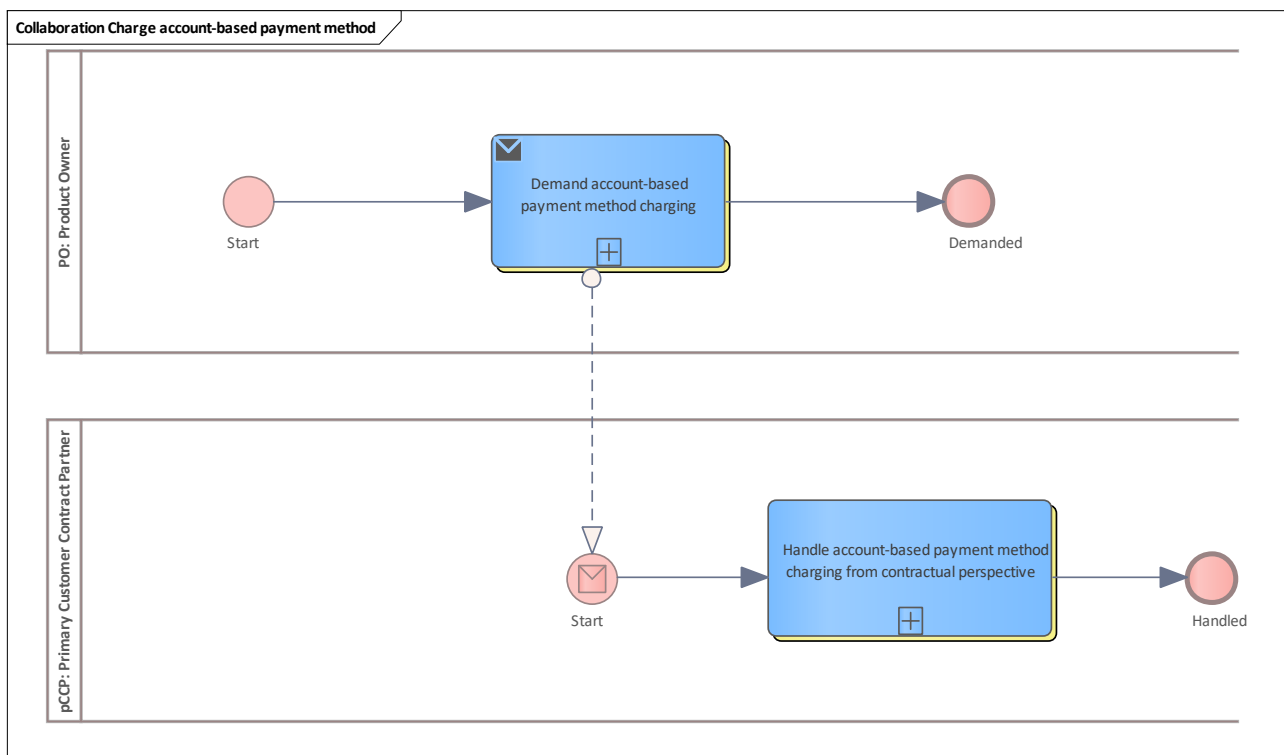 Collaboration Charge account-based payment method
PO: Product Owner
Demand account-based
payment method charging
Start
Demanded
pCCP: Primary Customer Contract Partner
Handle account-based payment method
charging from contractual perspective
Start
Handled